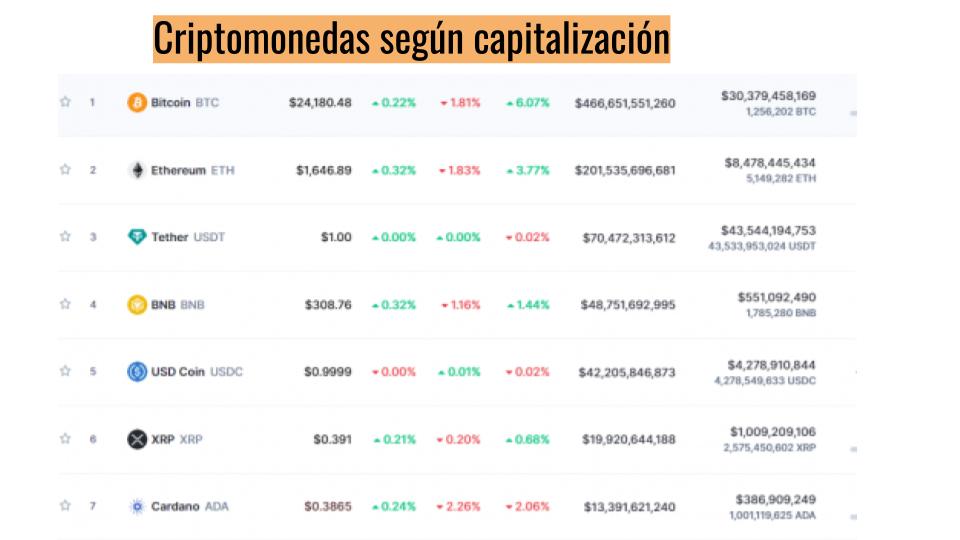 Criptomonedas según capitalización
1 Bitcoin BTC $24,180.48 0.22% 1.81% 6.07% $466,651,551,260 $30,379,458,169
1,256,202 BTC
2 Ethereum ETH $1,646.89 0.32% 1.83% 3.77% $201,535,696,681 $8,478,445,434
5,149,282 ETH
3 Tether USDT $1.00 0.00% 0.00% 0.02% $70,472,313,612 $43,544,194,753
43,533,953,024 USDT
4 BNB BNB $308.76 0.32% 1.16% 1.44% $48,751,692,995 $551,092,490
1,785,280 BNB
5 USD Coin USDC $0.9999 0.00% 0.01% 0.02% $42,205,846,873 $4,278,910,844
4,278,549,633 USDC
6 XRP XRP $0.391 0.21% 0.20% 0.68% $19,920,644,188 $1,009,209,106
2,575,450,602 XRP
7 Cardano ADA $0.3865 0.24% 2.26% 2.06% $13,391,621,240 $386,909,249
1,001,119,625 ADA